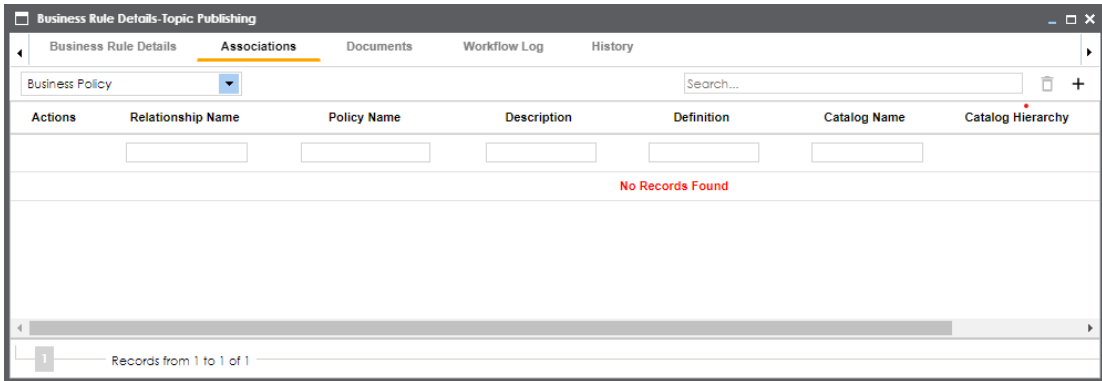 Business Rule Details-Topic Publishing
Business Rule Details Associations Documents Workflow Log History
Business Policy Search...
Actions Relationship Name Policy Name Description Definition Catalog Name Catalog Hierarchy
No Records Found
1 Records from 1 to 1 of 1